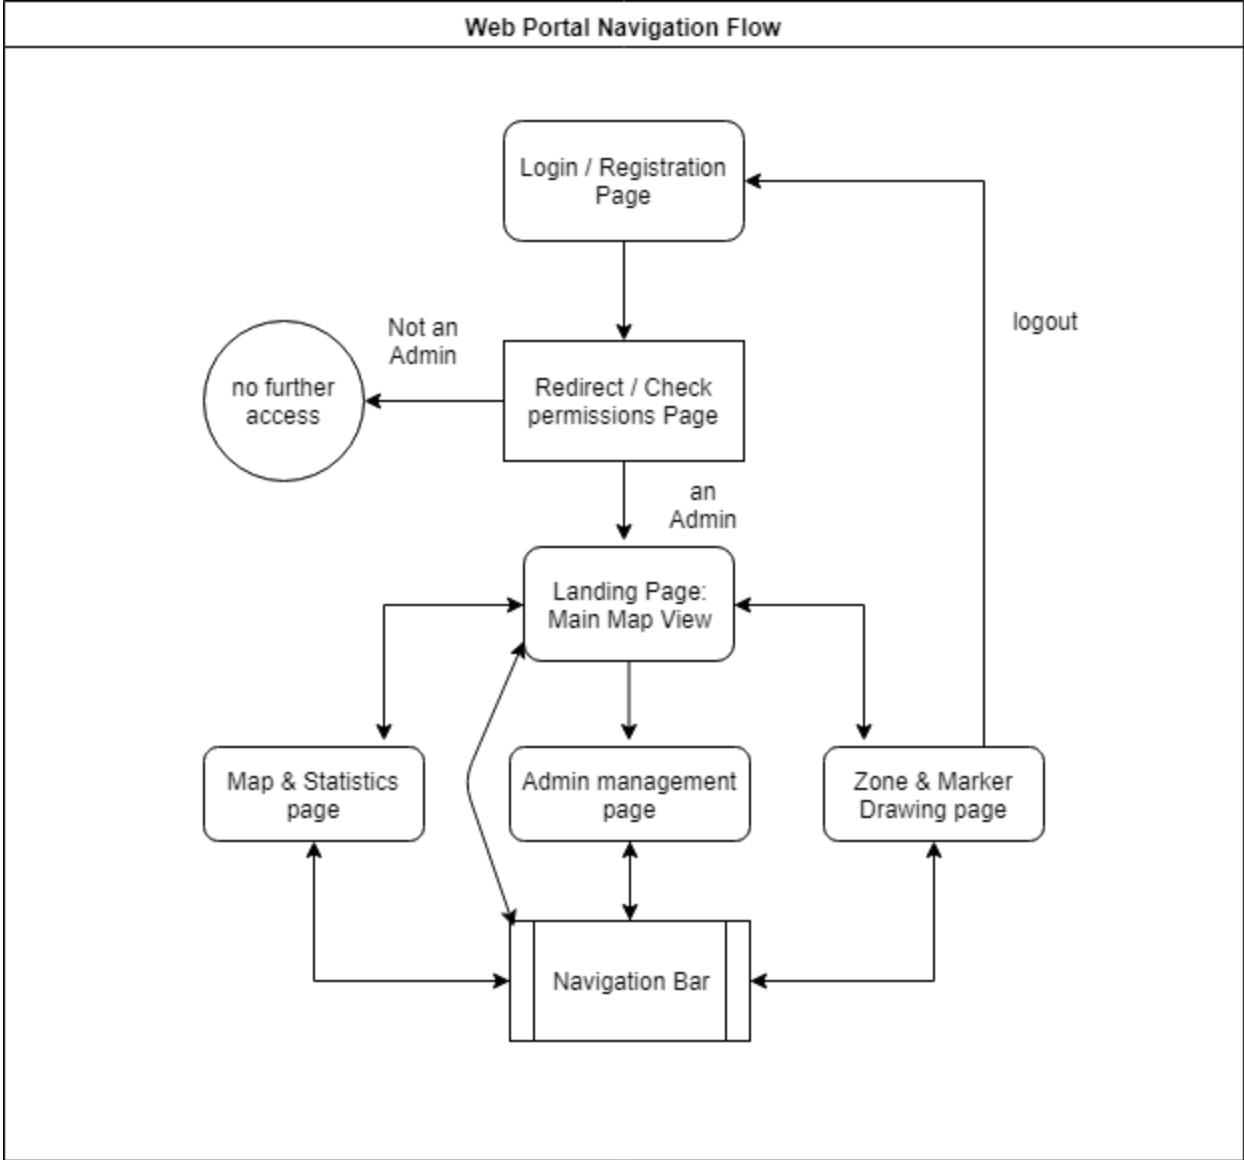 Web Portal Navigation Flow
Login / Registration
Page
logout
Not an
Admin
no further
access
Redirect / Check
permissions Page
an
Admin
Landing Page:
Main Map View
Map & Statistics
page
Admin management
page
Zone & Marker
Drawing page
Navigation Bar